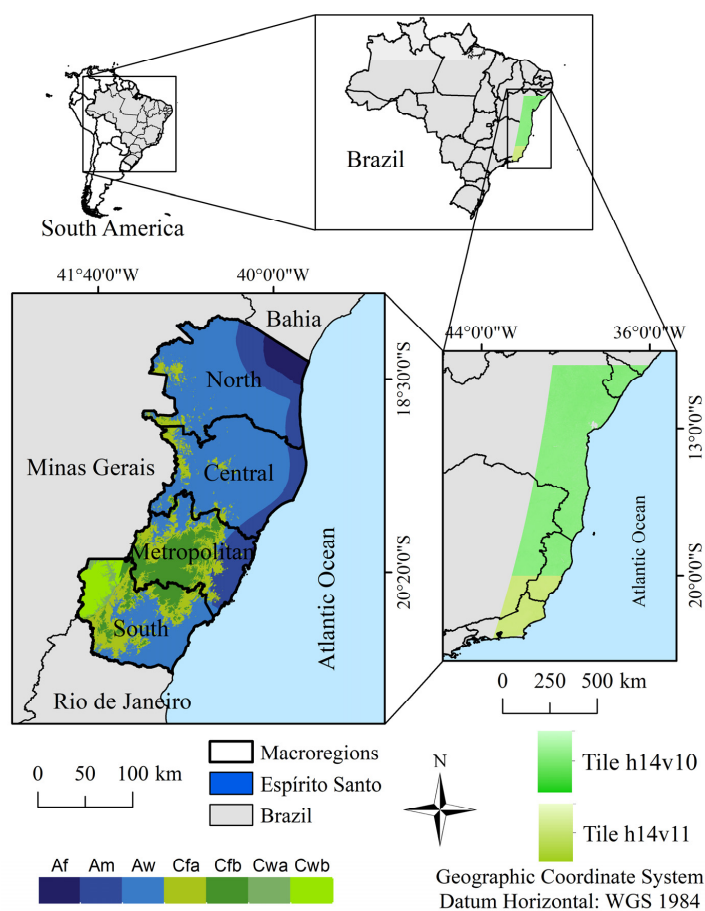 South America
Brazil
41°40'0"W
40°0'0"W
44°0'0"W
36°0'0"W
Bahia
North
18°30'0"S
Minas Gerais
Central
Metropolitan
20°20'0"S
South
Atlantic Ocean
Rio de Janeiro
13°0'0"S
20°0'0"S
Atlantic Ocean
0 250 500 km
0 50 100 km
Macroregions
Espírito Santo
Brazil
N
Tile h14v10
Tile h14v11
Af Am Aw Cfa Cfb Cwa Cwb
Geographic Coordinate System
Datum Horizontal: WGS 1984